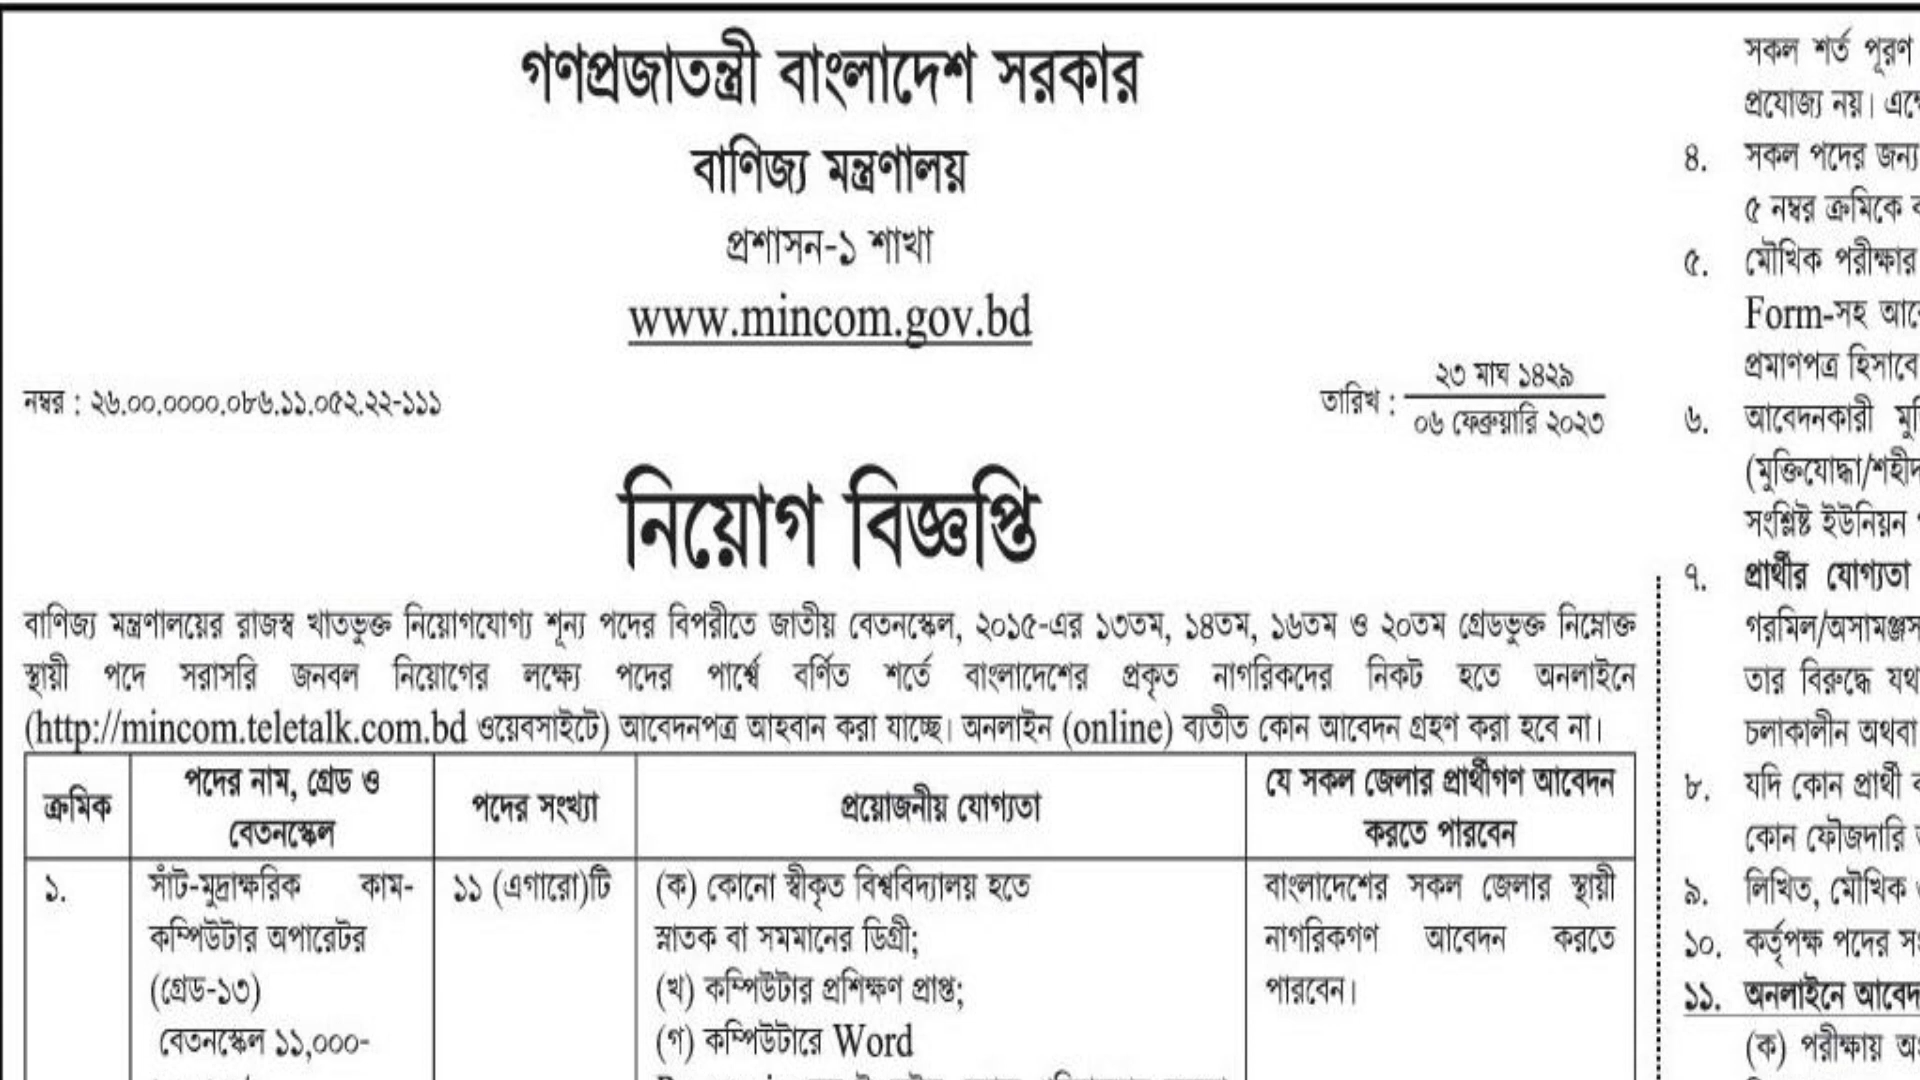 গণপ্রজাতন্ত্রী বাংলাদেশ সরকার
বাণিজ্য মন্ত্রণালয়
প্রশাসন-১ শাখা
www.mincom.gov.bd
নম্বর : ২৬.০০.০০০০.০৮৬.১১.০৫২.২২-১১১
তারিখ : ২৩ মাঘ ১৪২৯
০৬ ফেব্রুয়ারি ২০২৩
নিয়োগ বিজ্ঞপ্তি
বাণিজ্য মন্ত্রণালয়ের রাজস্ব খাতভুক্ত নিয়োগযোগ্য শূন্য পদের বিপরীতে জাতীয় বেতনস্কেল, ২০১৫-এর ১৩তম, ১৪তম, ১৬তম ও ২০তম গ্রেডভুক্ত নিম্নোক্ত
স্থায়ী পদে সরাসরি জনবল নিয়োগের লক্ষ্যে পদের পার্শ্বে বর্ণিত শর্তে বাংলাদেশের প্রকৃত নাগরিকদের নিকট হতে অনলাইনে
(http://mincom.teletalk.com.bd ওয়েবসাইটে) আবেদনপত্র আহবান করা যাচ্ছে। অনলাইন (online) ব্যতীত কোন আবেদন গ্রহণ করা হবে না।
ক্রমিক
পদের নাম, গ্রেড ও
বেতনস্কেল
পদের সংখ্যা
প্রয়োজনীয় যোগ্যতা
যে সকল জেলার প্রার্থীগণ আবেদন
করতে পারবেন
১.
সাঁট-মুদ্রাক্ষরিক কাম-
কম্পিউটার অপারেটর
(গ্রেড-১৩)
বেতনস্কেল ১১,০০০-
১১ (এগারো)টি
(ক) কোনো স্বীকৃত বিশ্ববিদ্যালয় হতে
স্নাতক বা সমমানের ডিগ্রী;
(খ) কম্পিউটার প্রশিক্ষণ প্রাপ্ত;
(গ) কম্পিউটারে Word
বাংলাদেশের সকল জেলার স্থায়ী
নাগরিকগণ আবেদন করতে
পারবেন।
সকল শর্ত পূরণ
প্রযোজ্য নয়।
৪. সকল পদের জন্য
৫ নম্বর ক্রমিকে
৫. মৌখিক পরীক্ষার
Form-সহ
প্রমাণপত্র হিসাবে
৬. আবেদনকারী
(মুক্তিযোদ্ধা/শহীদ
সংশ্লিষ্ট ইউনিয়ন
৭. প্রার্থীর যোগ্যতা
গরমিল/অসামঞ্জস
তার বিরুদ্ধে যথ
চলাকালীন অথবা
৮. যদি কোন প্রার্থী
কোন ফৌজদারি
৯. লিখিত, মৌখিক
১০. কর্তৃপক্ষ পদের
১১. অনলাইনে আবেদ
(ক) পরীক্ষায়